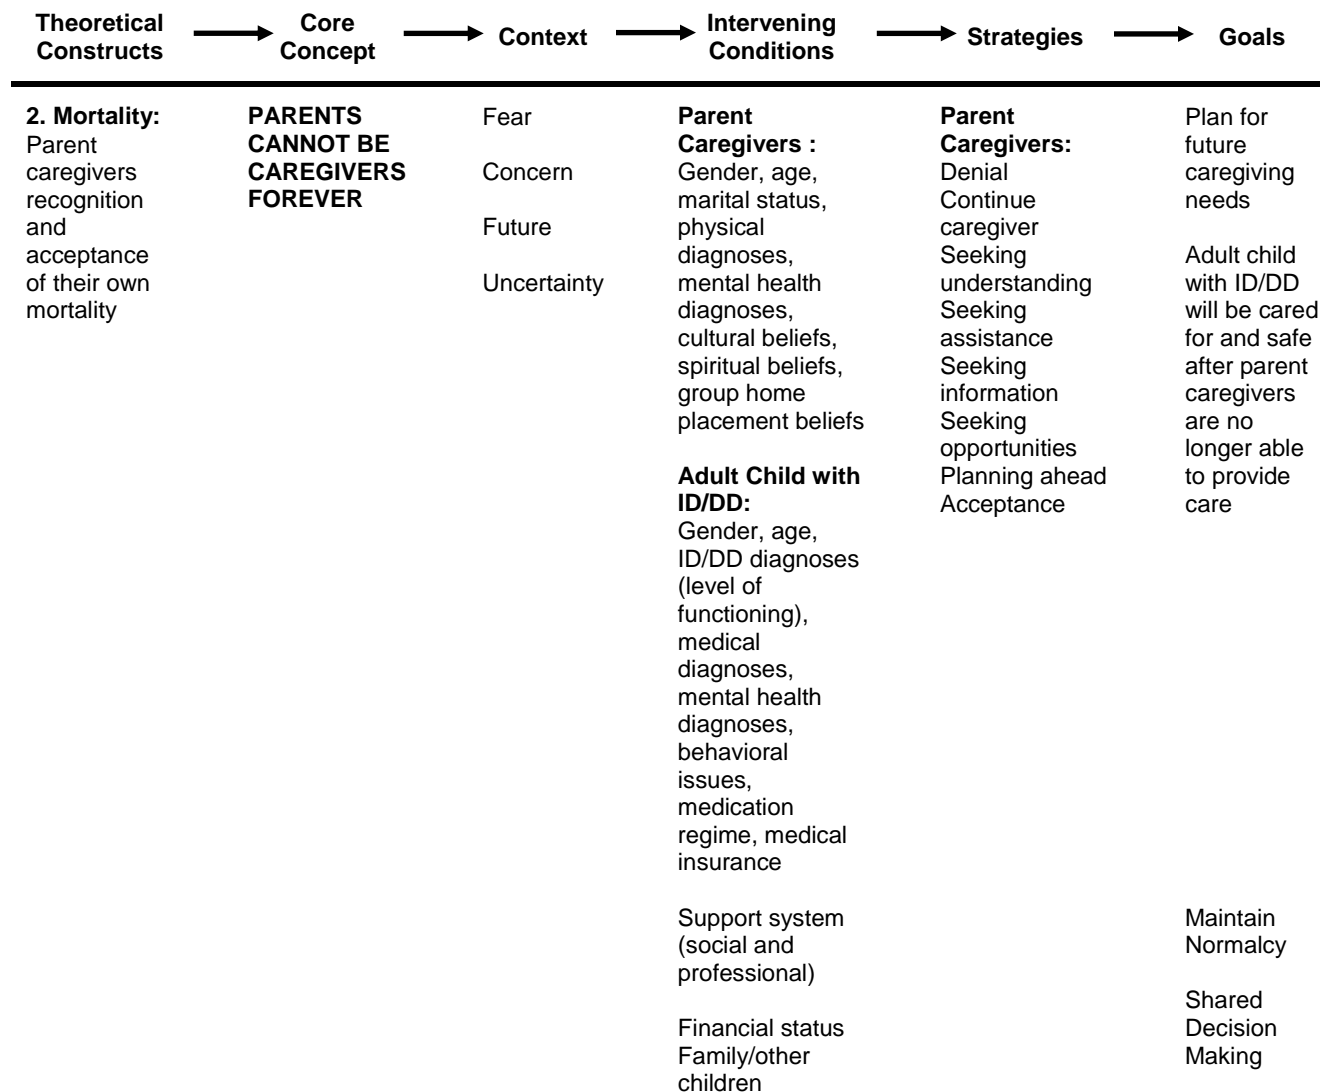 Theoretical
Constructs
Core
Concept
Context
Intervening
Conditions
Strategies
Goals
2. Mortality:
Parent
caregivers
recognition
and
acceptance
of their own
mortality
PARENTS
CANNOT BE
CAREGIVERS
FOREVER
Fear
Concern
Future
Uncertainty
Parent
Caregivers :
Gender, age,
marital status,
physical
diagnoses,
mental health
diagnoses,
cultural beliefs,
spiritual beliefs,
group home
placement beliefs
Adult Child with
ID/DD:
Gender, age,
ID/DD diagnoses
(level of
functioning),
medical
diagnoses,
mental health
diagnoses,
behavioral
issues,
medication
regime, medical
insurance
Support system
(social and
professional)
Financial status
Family/other
children
Parent
Caregivers:
Denial
Continue
caregiver
Seeking
understanding
Seeking
assistance
Seeking
information
Seeking
opportunities
Planning ahead
Acceptance
Plan for
future
caregiving
needs
Adult child
with ID/DD
will be cared
for and safe
after parent
caregivers
are no
longer able
to provide
care
Maintain
Normalcy
Shared
Decision
Making